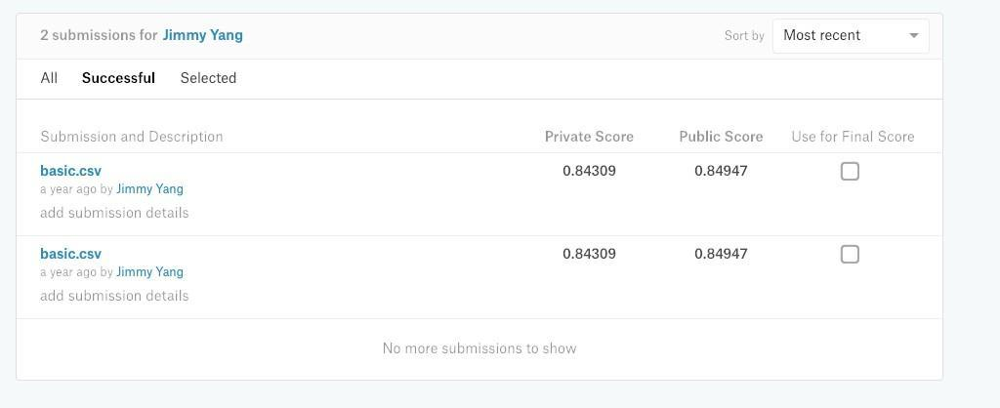 2 submissions for Jimmy Yang Sort by Most recent
All Successful Selected
Submission and Description Private Score Public Score Use for Final Score
basic.csv 0.84309 0.84947
a year ago by Jimmy Yang
add submission details
basic.csv 0.84309 0.84947
a year ago by Jimmy Yang
add submission details
No more submissions to show